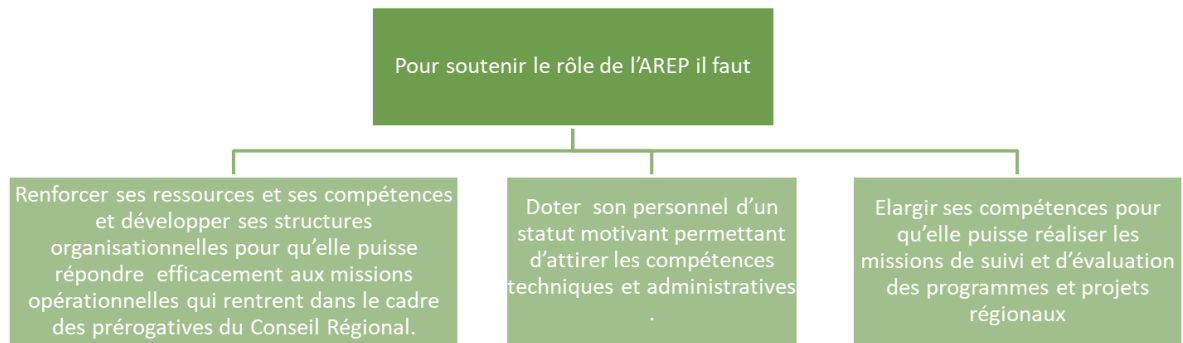 Pour soutenir le rôle de l’AREP il faut
Renforcer ses ressources et ses compétences
et développer ses structures
organisationnelles pour qu’elle puisse
répondre efficacement aux missions
opérationnelles qui rentrent dans le cadre
des prérogatives du Conseil Régional.
Doter son personnel d’un
statut motivant permettant
d’attirer les compétences
techniques et administratives
.
Elargir ses compétences pour
qu’elle puisse réaliser les
missions de suivi et d’évaluation
des programmes et projets
régionaux